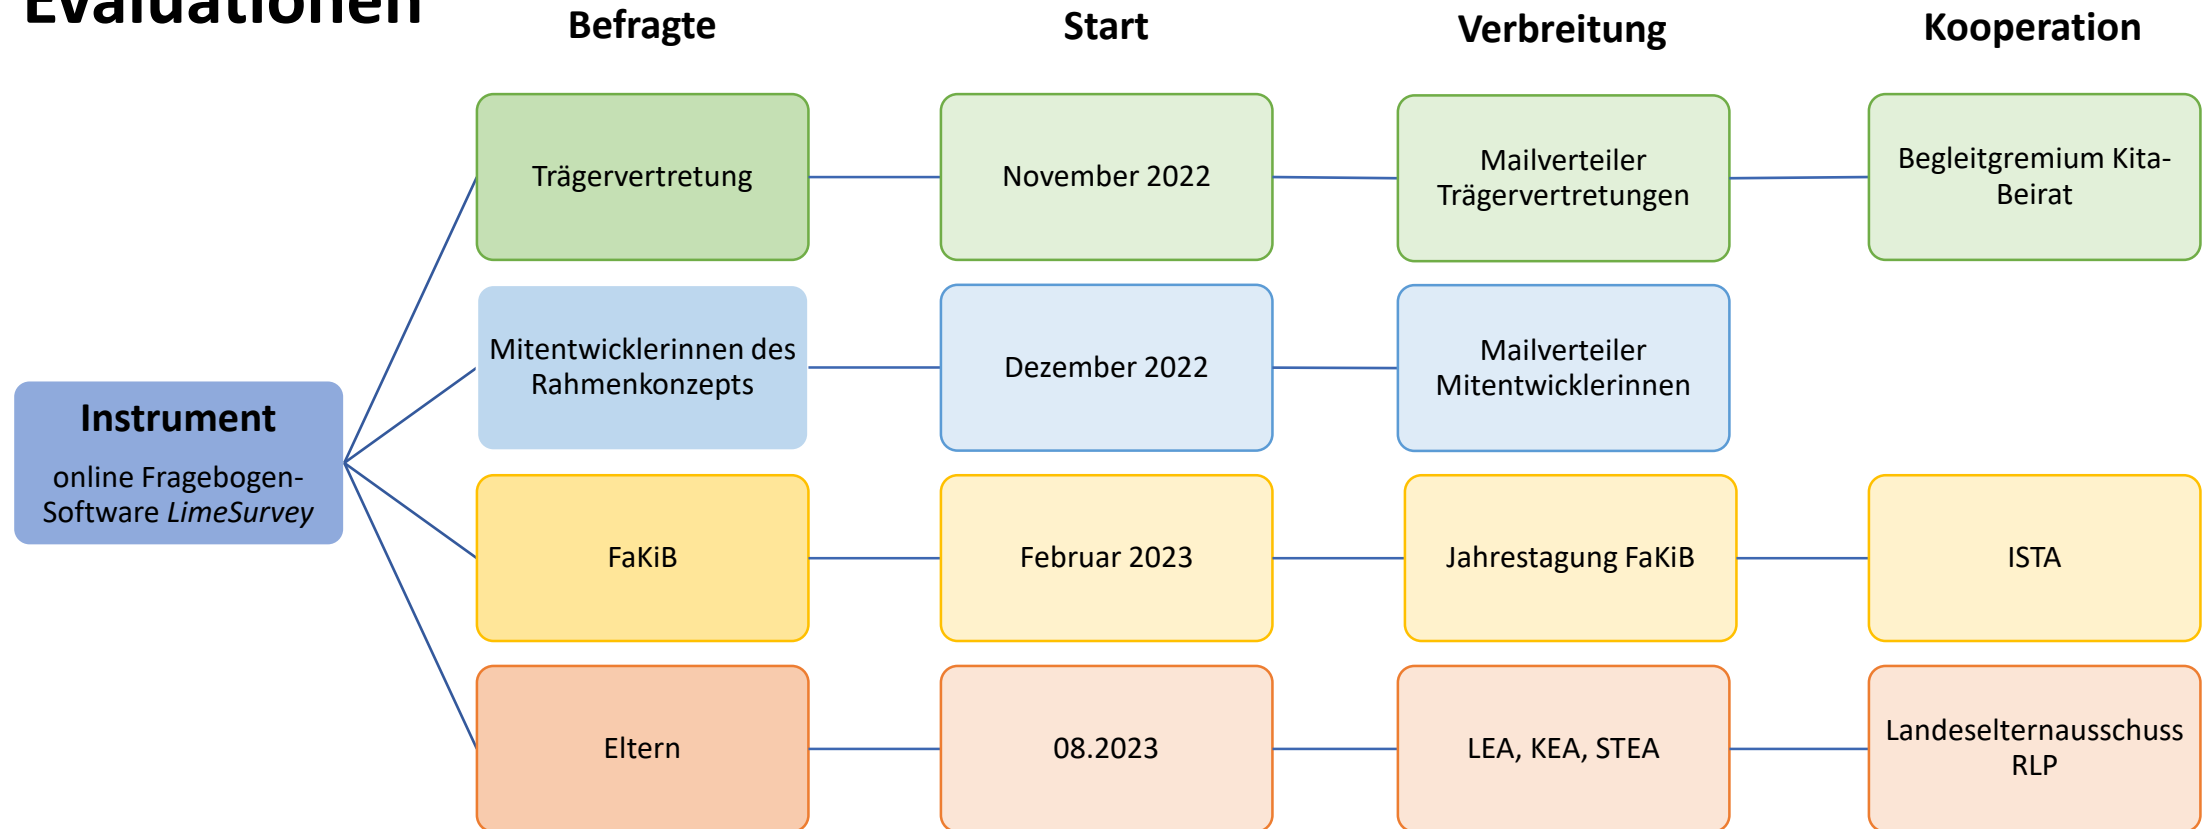 Evaluationen
Befragte
Start
Verbreitung
Kooperation
Trägervertretung
November 2022
Mailverteiler
Trägervertretungen
Begleitgremium Kita-
Beirat
Mitentwicklerinnen des
Rahmenkonzepts
Dezember 2022
Mailverteiler
Mitentwicklerinnen
Instrument
online Fragebogen-
Software LimeSurvey
FaKiB
Februar 2023
Jahrestagung FaKiB
ISTA
Eltern
08.2023
LEA, KEA, STEA
Landeselternausschuss
RLP